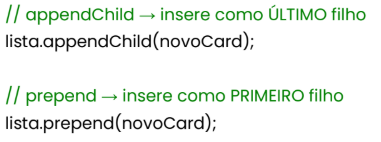 // appendChild → insere como ÚLTIMO filho
lista.appendChild(novoCard);
// prepend → insere como PRIMEIRO filho
lista.prepend(novoCard);